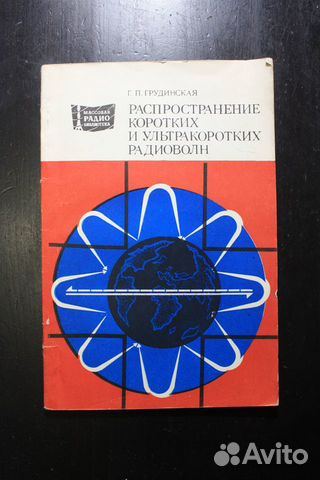 Г. П. ГРУДИНСКАЯ
МАССОВАЯ
РАДИО
БИБЛИОТЕКА
РАСПРОСТРАНЕНИЕ
КОРОТКИХ
И УЛЬТРАКОРОТКИХ
РАДИОВОЛН
Avito